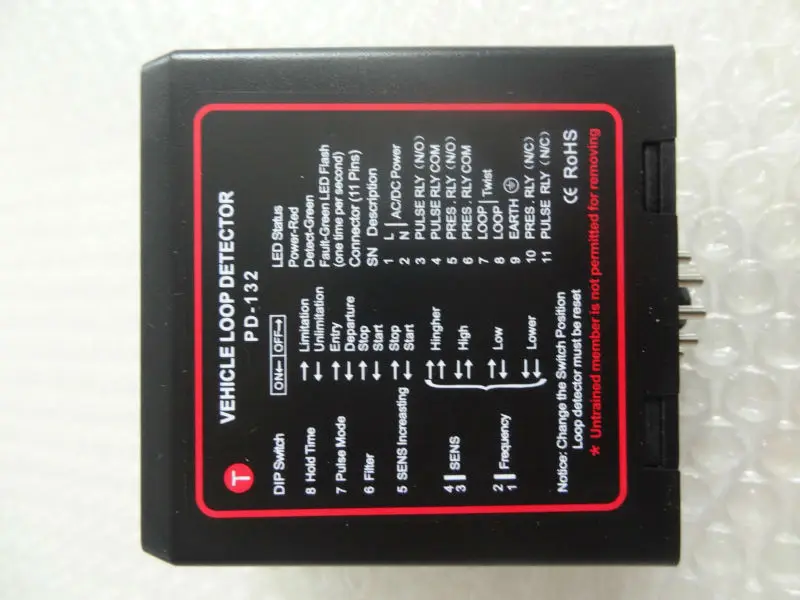 T VEHICLE LOOP DETECTOR
PD-132
DIP Switch ON← OFF→
8 Hold Time → Limitation
← Unlimitation
7 Pulse Mode → Entry
← Departure
6 Filter → Stop
← Start
5 SENS Increasting → Stop
← Start
4 | SENS
3
2 | Frequency
1
→→ Hingher
←→ High
→← Low
←← Lower
LED Status
Power-Red
Detect-Green
Fault-Green LED Flash
(one time per second)
Connector (11 Pins)
SN Description
1 L | AC/DC Power
2 N
3 PULSE RLY (N/O)
4 PULSE RLY COM
5 PRES. RLY (N/O)
6 PRES. RLY COM
7 LOOP | Twist
8 LOOP
9 EARTH ⏚
10 PRES. RLY (N/C)
11 PULSE RLY (N/C)
Notice: Change the Switch Position
Loop detector must be reset
CE RoHS
* Untrained member is not permitted for removing